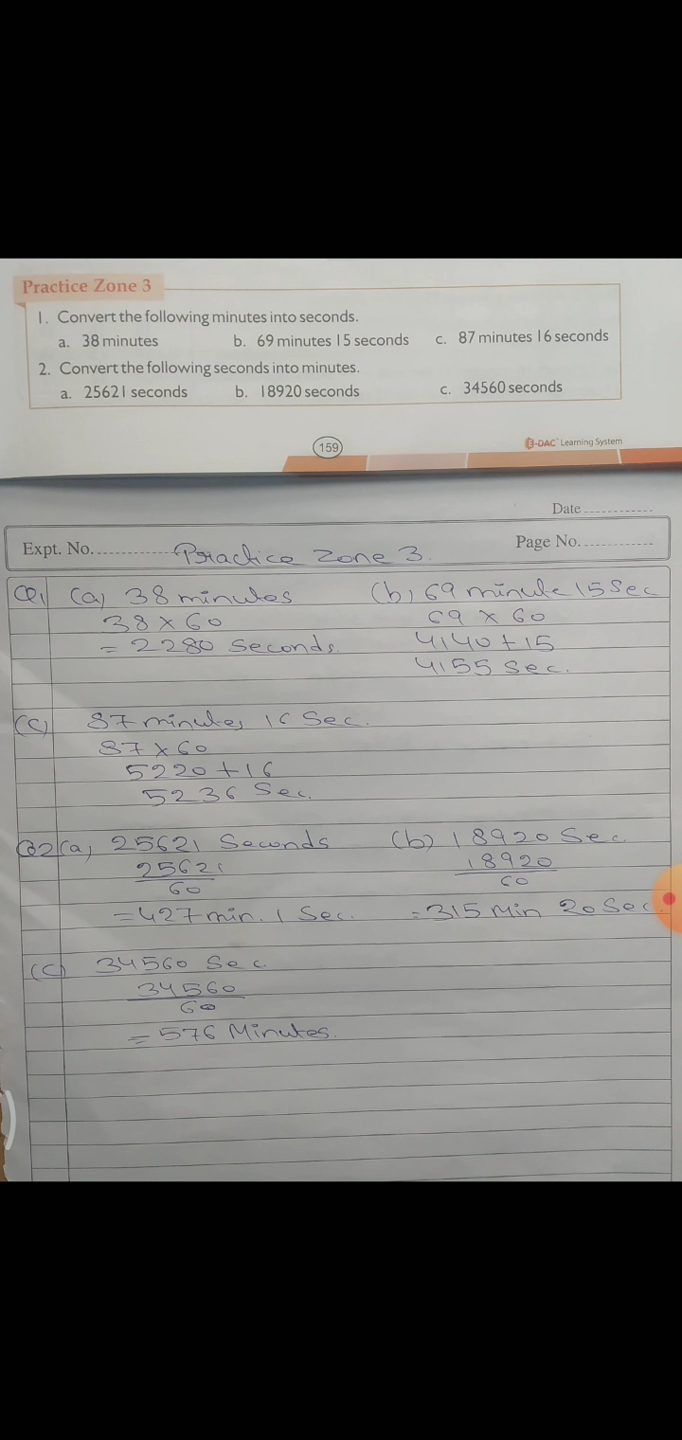 Practice Zone 3
1. Convert the following minutes into seconds.
a. 38 minutes b. 69 minutes 15 seconds c. 87 minutes 16 seconds
2. Convert the following seconds into minutes.
a. 25621 seconds b. 18920 seconds c. 34560 seconds
159
-DAC Learning System
Date
Expt. No. Practice Zone 3. Page No.
Q1 (a) 38 minutes (b) 69 minute 15 Sec
38 × 60 69 × 60
= 2280 Seconds. 4140 + 15
4155 Sec.
(c) 87 minutes 16 Sec.
87 × 60
5220 + 16
5236 Sec.
Q2 (a) 25621 Seconds (b) 18920 Sec.
25621 18920
60 60
= 427 min. 1 Sec. = 315 Min 20 Sec.
(c) 34560 Sec.
34560
60
= 576 Minutes.